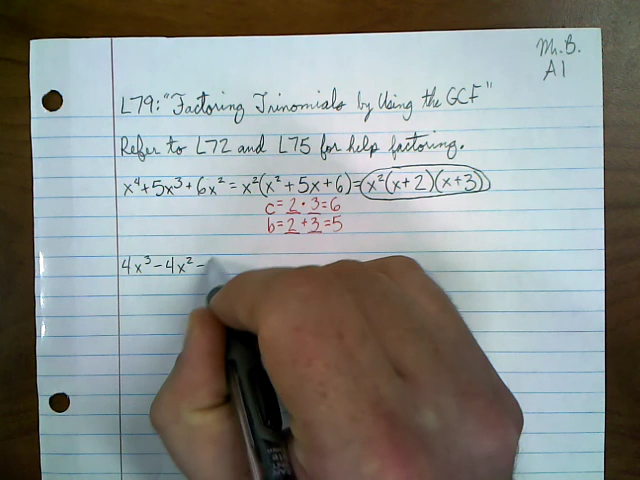 Mr. B.
A1
L79: "Factoring Trinomials by Using the GCF"
Refer to L72 and L75 for help factoring.
x⁴+5x³+6x²=x²(x²+5x+6)=x²(x+2)(x+3)
c=2·3=6
b=2+3=5
4x³-4x²-